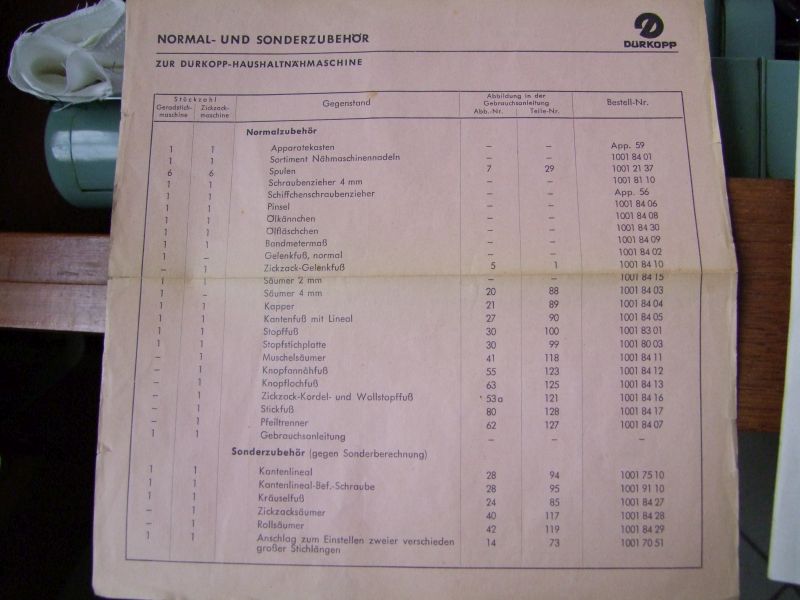 NORMAL- UND SONDERZUBEHÖR
DÜRKOPP
ZUR DÜRKOPP-HAUSHALTNÄHMASCHINE
Stückzahl Gegenstand Abbildung in der Gebrauchsanleitung Bestell-Nr.
Geradstich-maschine Zickzack-maschine Abb.-Nr. Teile-Nr.
Normalzubehör
1 1 Apparatekasten – – App. 59
1 1 Sortiment Nähmaschinennadeln – – 1001 84 01
6 6 Spulen 7 29 1001 21 37
1 1 Schraubenzieher 4 mm – – 1001 81 10
1 1 Schiffchenschraubenzieher – – App. 56
1 1 Pinsel – – 1001 84 06
1 1 Ölkännchen – – 1001 84 08
1 1 Ölfläschchen – – 1001 84 30
1 1 Bandmetermaß – – 1001 84 09
1 – Gelenkfuß, normal – – 1001 84 02
– 1 Zickzack-Gelenkfuß 5 1 1001 84 10
1 1 Säumer 2 mm – – 1001 84 15
1 – Säumer 4 mm 20 88 1001 84 03
1 1 Kapper 21 89 1001 84 04
1 1 Kantenfuß mit Lineal 27 90 1001 84 05
1 1 Stopffuß 30 100 1001 83 01
1 1 Stopfstichplatte 30 99 1001 80 03
– 1 Muschelsäumer 41 118 1001 84 11
– 1 Knopfannähfuß 55 123 1001 84 12
– 1 Knopflochfuß 63 125 1001 84 13
– 1 Zickzack-Kordel- und Wollstopffuß 53a 121 1001 84 16
– 1 Stickfuß 80 128 1001 84 17
– 1 Pfeiltrenner 62 127 1001 84 07
1 1 Gebrauchsanleitung – – –
Sonderzubehör (gegen Sonderberechnung)
1 1 Kantenlineal 28 94 1001 75 10
1 1 Kantenlineal-Bef.-Schraube 28 95 1001 91 10
1 1 Kräuselfuß 24 85 1001 84 27
– 1 Zickzacksäumer 40 117 1001 84 28
– 1 Rollsäumer 42 119 1001 84 29
1 1 Anschlag zum Einstellen zweier verschieden 14 73 1001 70 51
großer Stichlängen